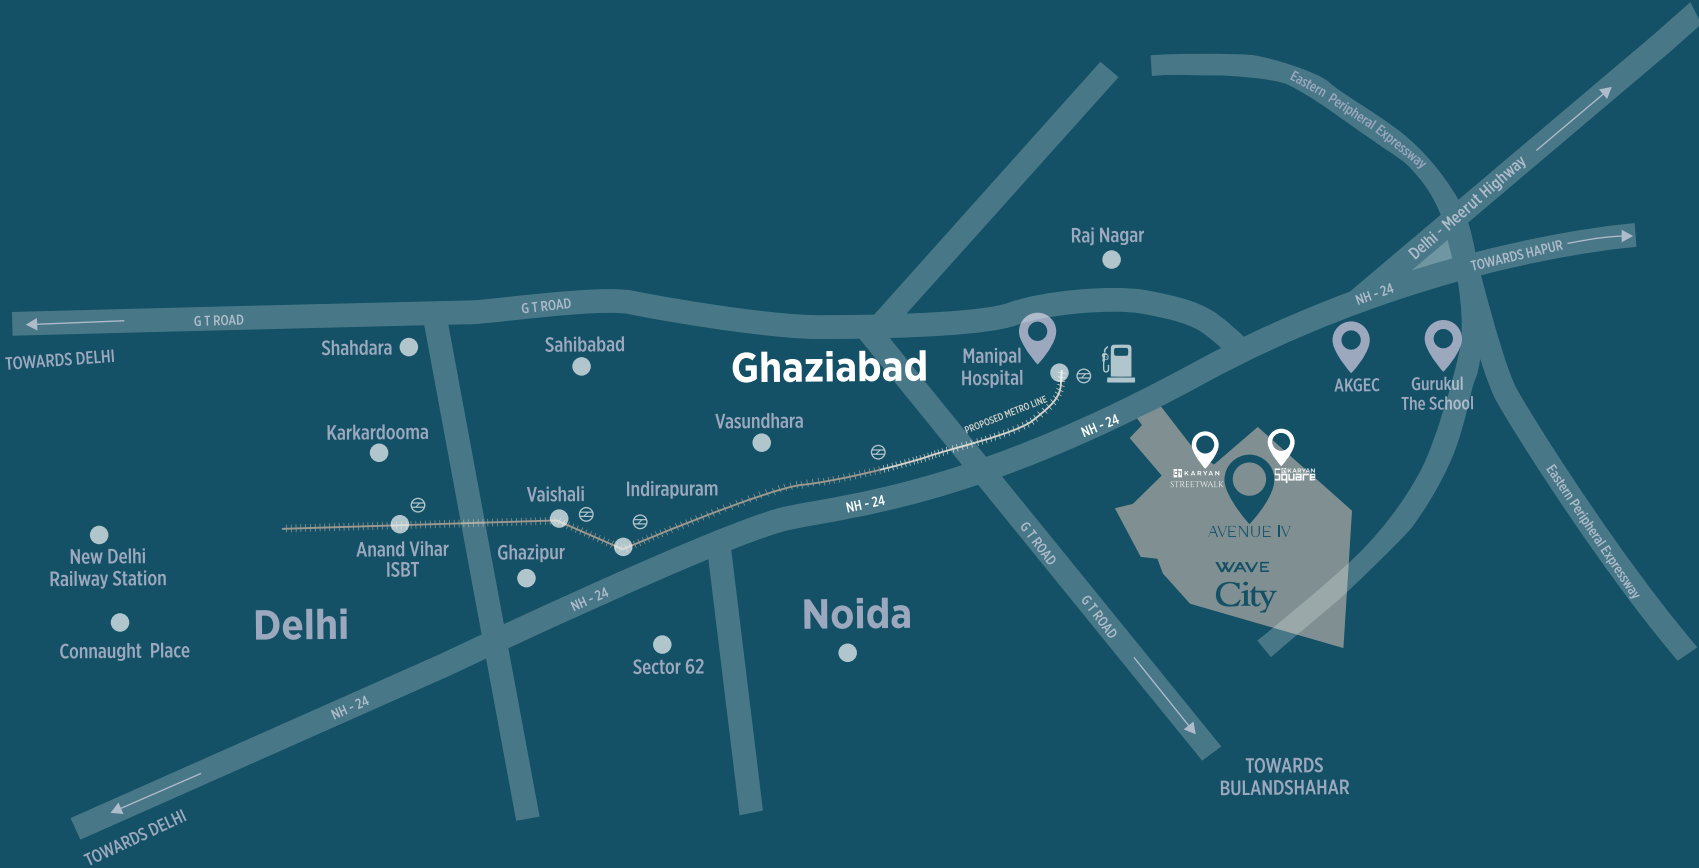 Eastern Peripheral Expressway
Delhi - Meerut Highway
Raj Nagar
TOWARDS HAPUR
NH - 24
G T ROAD
G T ROAD
TOWARDS DELHI
Shahdara
Sahibabad
Ghaziabad
Manipal
Hospital
AKGEC
Gurukul
The School
PROPOSED METRO LINE
Vasundhara
NH - 24
Karkardooma
KARYAN
STREETWALK
KARYAN
Square
Vaishali
Indirapuram
NH - 24
AVENUE IV
Anand Vihar
ISBT
Ghazipur
New Delhi
Railway Station
G T ROAD
Eastern Peripheral Expressway
WAVE
City
NH - 24
Delhi
Noida
G T ROAD
Connaught Place
Sector 62
NH - 24
TOWARDS
BULANDSHAHAR
TOWARDS DELHI